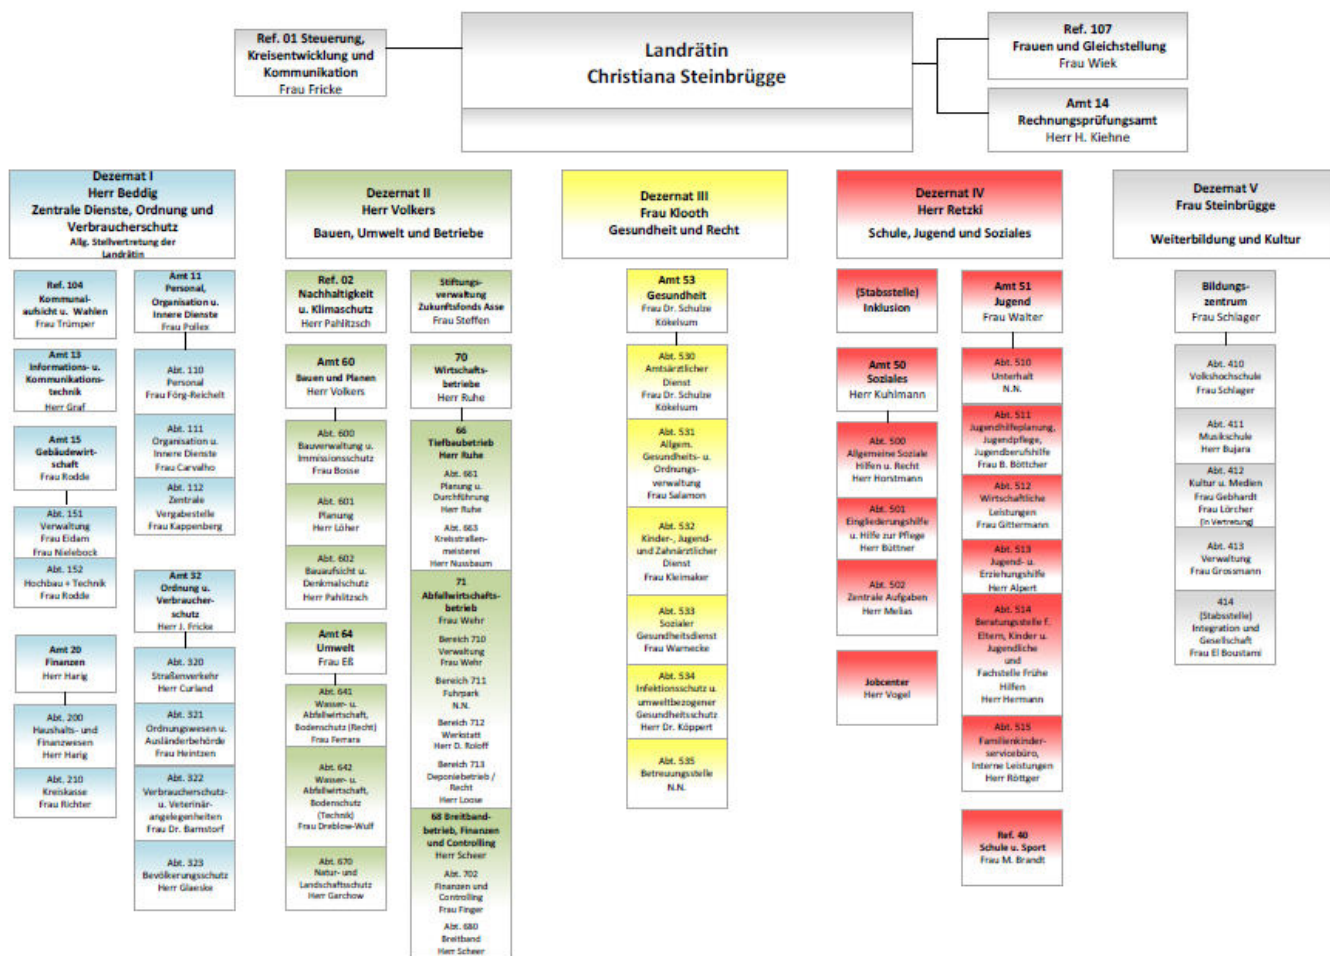 Ref. 01 Steuerung,
Kreisentwicklung und
Kommunikation
Frau Fricke
Landrätin
Christiana Steinbrügge
Ref. 107
Frauen und Gleichstellung
Frau Wiek
Amt 14
Rechnungsprüfungsamt
Herr H. Kiehne
Dezernat I
Herr Beddig
Zentrale Dienste, Ordnung und
Verbraucherschutz
Allg. Stellvertretung der
Landrätin
Ref. 104
Kommunal-
aufsicht u. Wahlen
Frau Trümper
Amt 13
Informations- u.
Kommunikations-
technik
Herr Graf
Amt 15
Gebäudewirt-
schaft
Frau Rodde
Abt. 151
Verwaltung
Frau Eidam
Frau Nielebock
Abt. 152
Hochbau + Technik
Frau Rodde
Amt 20
Finanzen
Herr Harig
Abt. 200
Haushalts- und
Finanzwesen
Herr Harig
Abt. 210
Kreiskasse
Frau Richter
Amt 11
Personal,
Organisation u.
Innere Dienste
Frau Pollex
Abt. 110
Personal
Frau Förg-Reichelt
Abt. 111
Organisation u.
Innere Dienste
Frau Carvalho
Abt. 112
Zentrale
Vergabestelle
Frau Kappenberg
Amt 32
Ordnung u.
Verbraucher-
schutz
Herr J. Fricke
Abt. 320
Straßenverkehr
Herr Curland
Abt. 321
Ordnungswesen u.
Ausländerbehörde
Frau Heintzen
Abt. 322
Verbraucherschutz-
u. Veterinär-
angelegenheiten
Frau Dr. Barnstorf
Abt. 323
Bevölkerungsschutz
Herr Glaeske
Dezernat II
Herr Volkers
Bauen, Umwelt und Betriebe
Ref. 02
Nachhaltigkeit
u. Klimaschutz
Herr Pahlitzsch
Amt 60
Bauen und Planen
Herr Volkers
Abt. 600
Bauverwaltung u.
Immissionsschutz
Frau Bosse
Abt. 601
Planung
Herr Löher
Abt. 602
Bauaufsicht u.
Denkmalschutz
Herr Pahlitzsch
Amt 64
Umwelt
Frau Eß
Abt. 641
Wasser- u.
Abfallwirtschaft,
Bodenschutz (Recht)
Frau Ferrara
Abt. 642
Wasser- u.
Abfallwirtschaft,
Bodenschutz
(Technik)
Frau Dreblow-Wulf
Abt. 670
Natur- und
Landschaftsschutz
Herr Garchow
Stiftungs-
verwaltung
Zukunftsfonds Asse
Frau Steffen
70
Wirtschafts-
betriebe
Herr Ruhe
66
Tiefbaubetrieb
Herr Ruhe
Abt. 661
Planung u.
Durchführung
Herr Ruhe
Abt. 663
Kreisstraßen-
meisterei
Herr Nussbaum
71
Abfallwirtschafts-
betrieb
Frau Wehr
Bereich 710
Verwaltung
Frau Wehr
Bereich 711
Fuhrpark
N.N.
Bereich 712
Werkstatt
Herr D. Roloff
Bereich 713
Deponiebetrieb /
Recht
Herr Loose
68 Breitband-
betrieb, Finanzen
und Controlling
Herr Scheer
Abt. 702
Finanzen und
Controlling
Frau Finger
Abt. 680
Breitband
Herr Scheer
Dezernat III
Frau Klooth
Gesundheit und Recht
Amt 53
Gesundheit
Frau Dr. Schulze
Kökelsum
Abt. 530
Amtsärztlicher
Dienst
Frau Dr. Schulze
Kökelsum
Abt. 531
Allgem.
Gesundheits- u.
Ordnungs-
verwaltung
Frau Salamon
Abt. 532
Kinder-, Jugend-
und Zahnärztlicher
Dienst
Frau Kleimaker
Abt. 533
Sozialer
Gesundheitsdienst
Frau Warnecke
Abt. 534
Infektionsschutz u.
umweltbezogener
Gesundheitsschutz
Herr Dr. Köppert
Abt. 535
Betreuungsstelle
N.N.
Dezernat IV
Herr Retzki
Schule, Jugend und Soziales
(Stabsstelle)
Inklusion
Amt 50
Soziales
Herr Kuhlmann
Abt. 500
Allgemeine Soziale
Hilfen u. Recht
Herr Horstmann
Abt. 501
Eingliederungshilfe
u. Hilfe zur Pflege
Herr Büttner
Abt. 502
Zentrale Aufgaben
Herr Melias
Jobcenter
Herr Vogel
Amt 51
Jugend
Frau Walter
Abt. 510
Unterhalt
N.N.
Abt. 511
Jugendhilfeplanung,
Jugendpflege,
Jugendberufshilfe
Frau B. Böttcher
Abt. 512
Wirtschaftliche
Leistungen
Frau Gittermann
Abt. 513
Jugend- u.
Erziehungshilfe
Herr Alpert
Abt. 514
Beratungsstelle f.
Eltern, Kinder u.
Jugendliche
und
Fachstelle Frühe
Hilfen
Herr Hermann
Abt. 515
Familienkinder-
servicebüro,
Interne Leistungen
Herr Röttger
Ref. 40
Schule u. Sport
Frau M. Brandt
Dezernat V
Frau Steinbrügge
Weiterbildung und Kultur
Bildungs-
zentrum
Frau Schlager
Abt. 410
Volkshochschule
Frau Schlager
Abt. 411
Musikschule
Herr Bujara
Abt. 412
Kultur u. Medien
Frau Gebhardt
Frau Lörcher
(In Vertretung)
Abt. 413
Verwaltung
Frau Grossmann
414
(Stabsstelle)
Integration und
Gesellschaft
Frau El Boustami